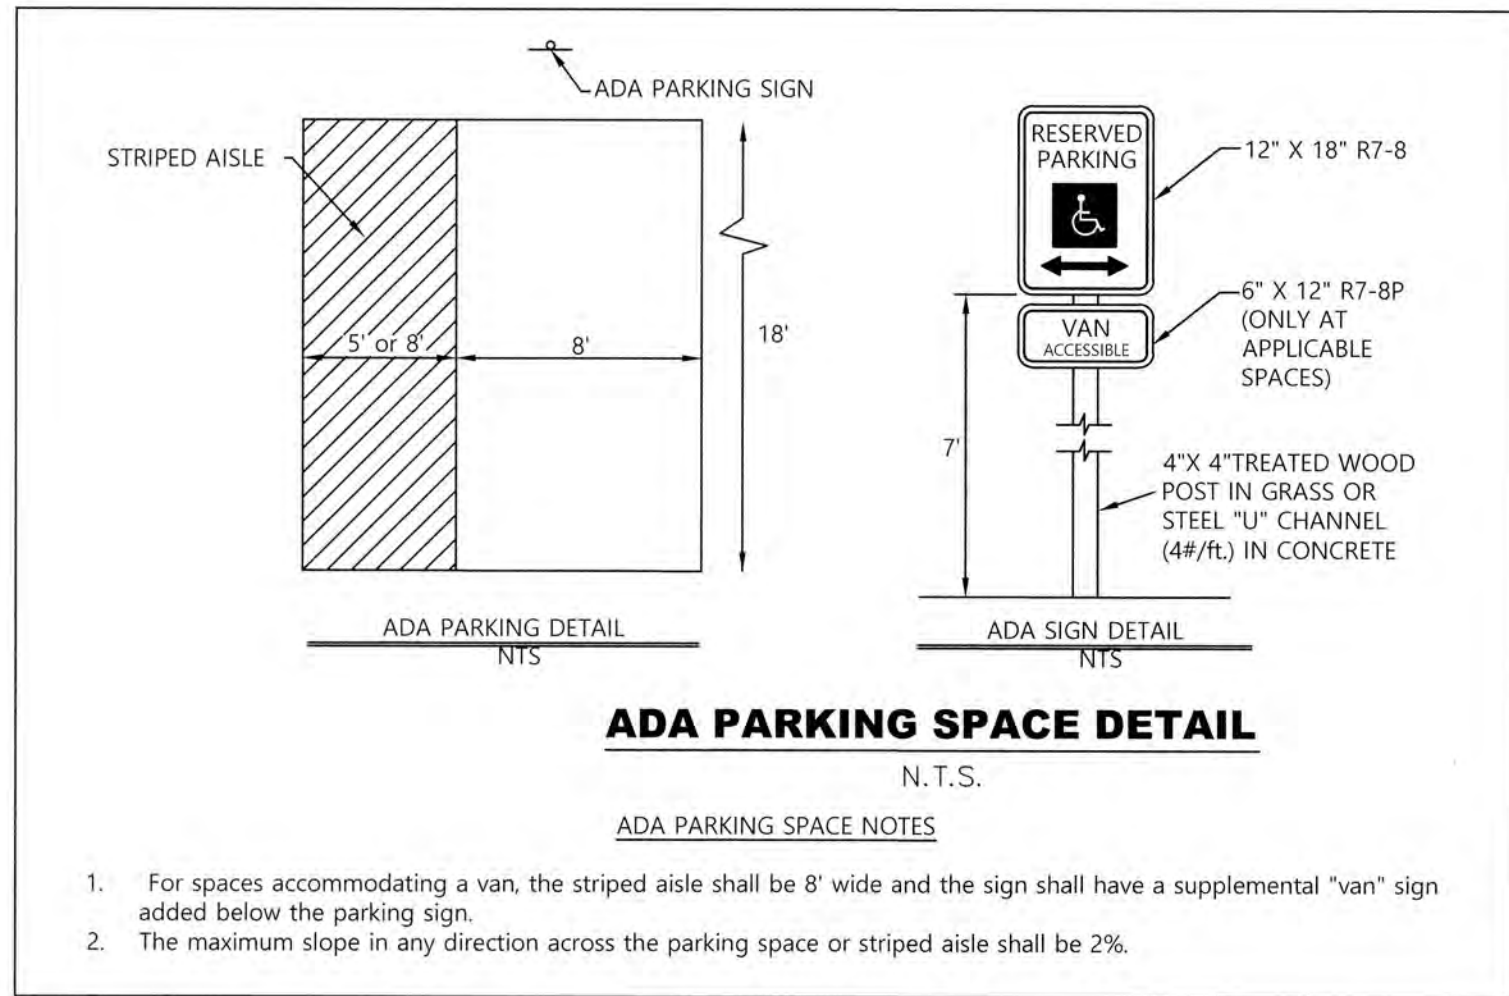 ADA PARKING SIGN
STRIPED AISLE
5' or 8'
8'
18'
ADA PARKING DETAIL
NTS
RESERVED
PARKING
12" X 18" R7-8
VAN
ACCESSIBLE
6" X 12" R7-8P
(ONLY AT
APPLICABLE
SPACES)
7'
4"X 4"TREATED WOOD
POST IN GRASS OR
STEEL "U" CHANNEL
(4#/ft.) IN CONCRETE
ADA SIGN DETAIL
NTS
ADA PARKING SPACE DETAIL
N.T.S.
ADA PARKING SPACE NOTES
1. For spaces accommodating a van, the striped aisle shall be 8' wide and the sign shall have a supplemental "van" sign
added below the parking sign.
2. The maximum slope in any direction across the parking space or striped aisle shall be 2%.